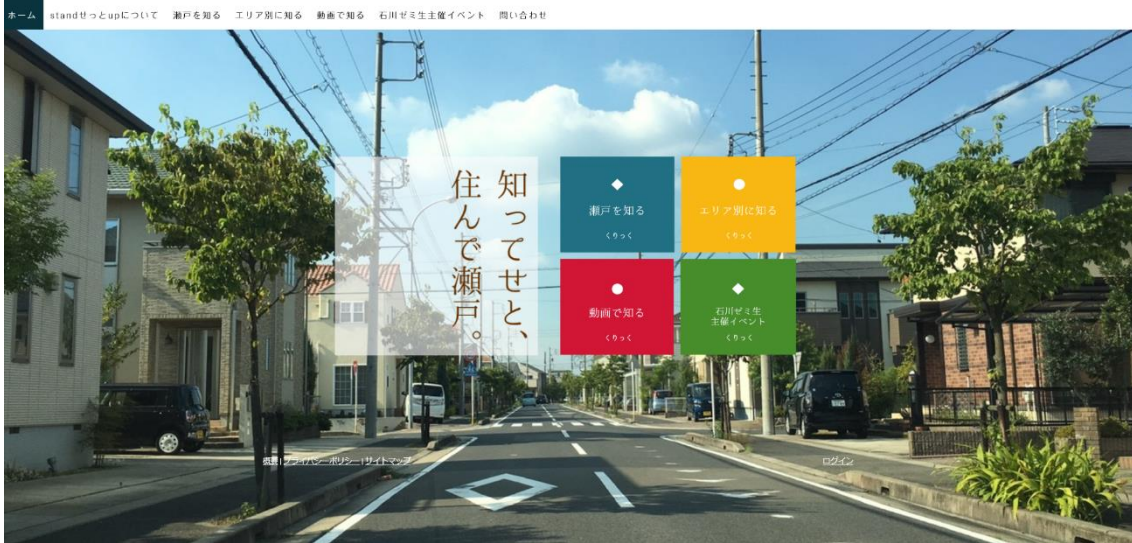 ホーム
standせっとupについて
瀬戸を知る
エリア別に知る
動画で知る
石川ゼミ生主催イベント
問い合わせ
知ってせと、
住んで瀬戸。
瀬戸を知る
くりっく
エリア別に知る
くりっく
動画で知る
くりっく
石川ゼミ生
主催イベント
くりっく
概要 | プライバシーポリシー | サイトマップ
ログイン